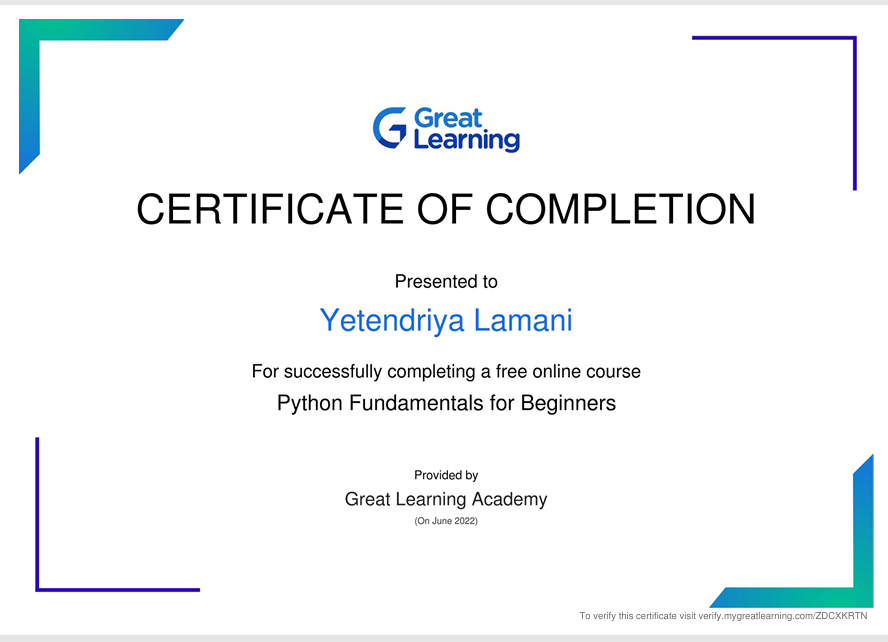 Great
Learning
CERTIFICATE OF COMPLETION
Presented to
Yetendriya Lamani
For successfully completing a free online course
Python Fundamentals for Beginners
Provided by
Great Learning Academy
(On June 2022)
To verify this certificate visit verify.mygreatlearning.com/ZDCXKRTN